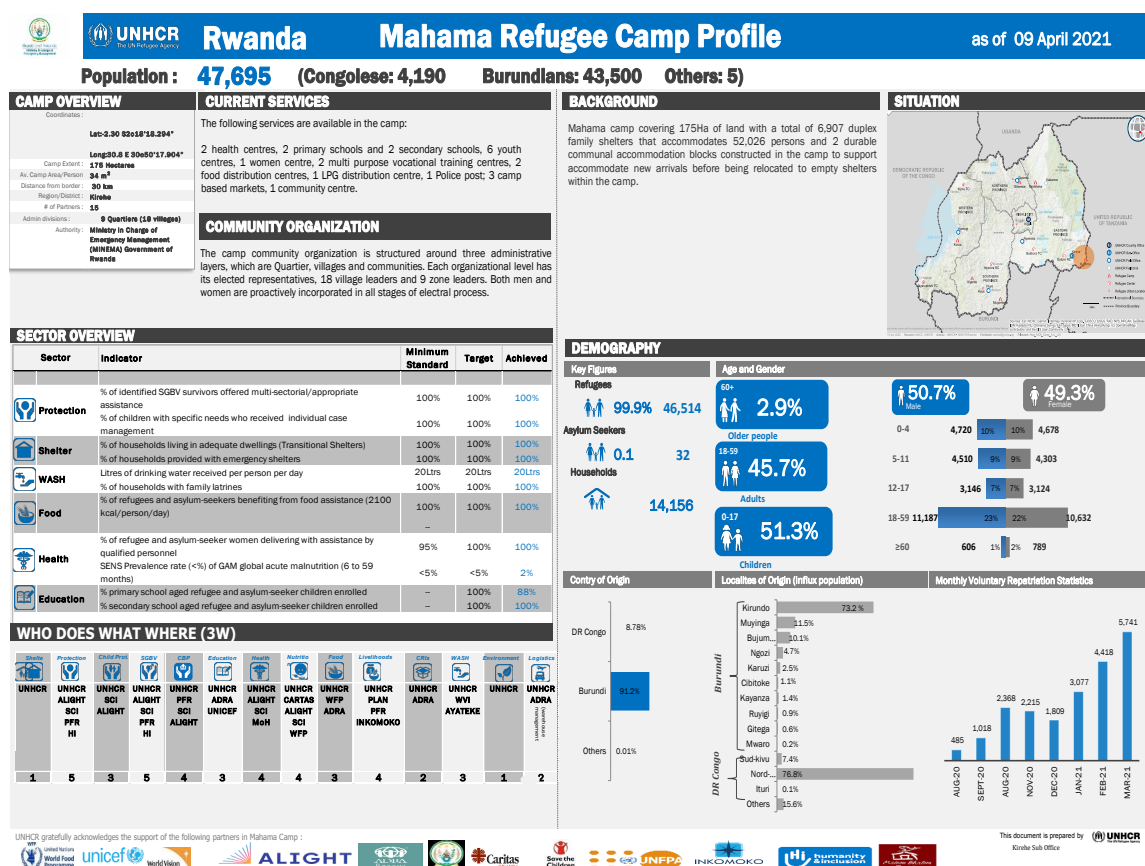 UNHCR
The UN Refugee Agency
Rwanda
Mahama Refugee Camp Profile
as of 09 April 2021
Population : 47,695 (Congolese: 4,190 Burundians: 43,500 Others: 5)
CAMP OVERVIEW
Coordinates :
Lat:-2.30 S2o18'18.294"
Long:30.8 E 30o50'17.904"
Camp Extent : 175 Hectares
Av. Camp Area/Person 34 m²
Distance from border : 30 km
Region/District : Kirehe
# of Partners : 15
Admin divisions : 9 Quartiers (18 villages)
Authority : Ministry in Charge of
Emergency Management
(MINEMA) Government of
Rwanda
CURRENT SERVICES
The following services are available in the camp:
2 health centres, 2 primary schools and 2 secondary schools, 6 youth
centres, 1 women centre, 2 multi purpose vocational training centres, 2
food distribution centres, 1 LPG distribution centre, 1 Police post; 3 camp
based markets, 1 community centre.
COMMUNITY ORGANIZATION
The camp community organization is structured around three administrative
layers, which are Quartier, villages and communities. Each organizational level has
its elected representatives, 18 village leaders and 9 zone leaders. Both men and
women are proactively incorporated in all stages of electral process.
BACKGROUND
Mahama camp covering 175Ha of land with a total of 6,907 duplex
family shelters that accommodates 52,026 persons and 2 durable
communal accommodation blocks constructed in the camp to support
accommodate new arrivals before being relocated to empty shelters
within the camp.
SITUATION
UGANDA
DEMOCRATIC REPUBLIC
OF THE CONGO
UNITED REPUBLIC
OF TANZANIA
BURUNDI
SECTOR OVERVIEW
Sector Indicator Minimum Standard Target Achieved
Protection
% of identified SGBV survivors offered multi-sectorial/appropriate
assistance 100% 100% 100%
% of children with specific needs who received individual case
management 100% 100% 100%
Shelter
% of households living in adequate dwellings (Transitional Shelters) 100% 100% 100%
% of households provided with emergency shelters 100% 100% 100%
WASH
Litres of drinking water received per person per day 20Ltrs 20Ltrs 20Ltrs
% of households with family latrines 100% 100% 100%
Food
% of refugees and asylum-seekers benefiting from food assistance (2100
kcal/person/day) 100% 100% 100%
--
Health
% of refugee and asylum-seeker women delivering with assistance by
qualified personnel 95% 100% 100%
SENS Prevalence rate (<%) of GAM global acute malnutrition (6 to 59
months) <5% <5% 2%
Education
% primary school aged refugee and asylum-seeker children enrolled -- 100% 88%
% secondary school aged refugee and asylum-seeker children enrolled -- 100% 100%
WHO DOES WHAT WHERE (3W)
Shelte Protection Child Prot SGBV CBP Education Health Nutritio Food Livelihoods CRIs WASH Environment Logistics
UNHCR UNHCR UNHCR UNHCR UNHCR UNHCR UNHCR UNHCR UNHCR UNHCR UNHCR UNHCR UNHCR UNHCR
ALIGHT SCI ALIGHT PFR ADRA ALIGHT CARTAS WFP PLAN ADRA WVI ADRA
SCI ALIGHT SCI SCI UNICEF SCI ALIGHT ADRA PFR AYATEKE (warehouse management)
PFR PFR ALIGHT MoH SCI INKOMOKO
HI HI WFP
1 5 3 5 4 3 4 4 3 4 2 3 1 2
DEMOGRAPHY
Key Figures
Refugees
99.9% 46,514
Asylum Seekers
0.1 32
Households
14,156
Age and Gender
60+
2.9%
Older people
18-59
45.7%
Adults
0-17
51.3%
Children
50.7%
Male
49.3%
Female
0-4 4,720 10% 10% 4,678
5-11 4,510 9% 9% 4,303
12-17 3,146 7% 7% 3,124
18-59 11,187 23% 22% 10,632
≥60 606 1% 2% 789
Contry of Origin
DR Congo 8.78%
Burundi 91.2%
Others 0.01%
Localites of Origin (influx population)
Burundi
Kirundo 73.2 %
Muyinga 11.5%
Bujum... 10.1%
Ngozi 4.7%
Karuzi 2.5%
Cibitoke 1.1%
Kayanza 1.4%
Ruyigi 0.9%
Gitega 0.6%
Mwaro 0.2%
DR Congo
Sud-kivu 7.4%
Nord-... 76.8%
Ituri 0.1%
Others 15.6%
Monthly Voluntary Repatriation Statistics
485 1,018 2,368 2,215 1,809 3,077 4,418 5,741
AUG-20 SEPT-20 AUG-20 NOV-20 DEC-20 JAN-21 FEB-21 MAR-21
UNHCR gratefully acknowledges the support of the following partners in Mahama Camp :
WFP
United Nations
World Food
Programme
unicef
World Vision
ALIGHT
ADRA
Caritas
Save the
Children
UNFPA
INKOMOKO
Hi humanity
&inclusion
This document is prepared by
UNHCR
Kirehe Sub Office